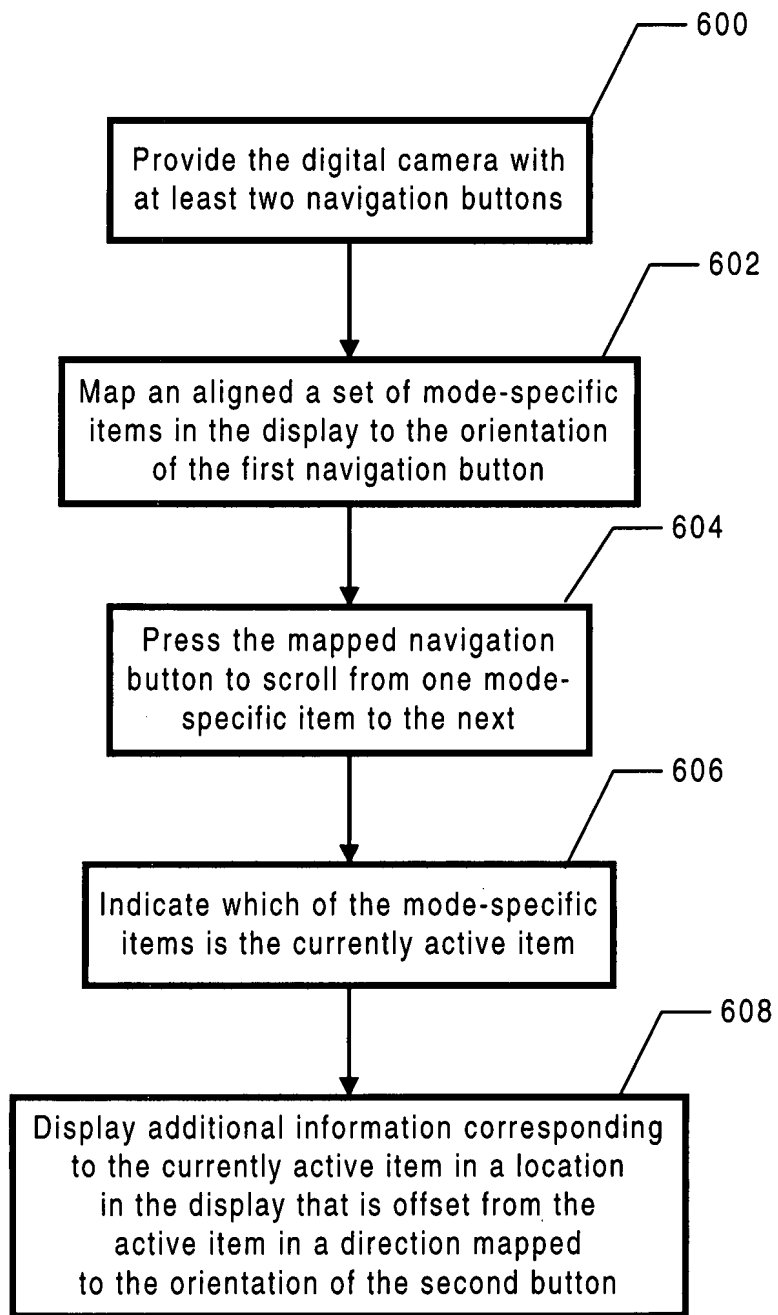 600
Provide the digital camera with
at least two navigation buttons
602
Map an aligned a set of mode-specific
items in the display to the orientation
of the first navigation button
604
Press the mapped navigation
button to scroll from one mode-
specific item to the next
606
Indicate which of the mode-specific
items is the currently active item
608
Display additional information corresponding
to the currently active item in a location
in the display that is offset from the
active item in a direction mapped
to the orientation of the second button